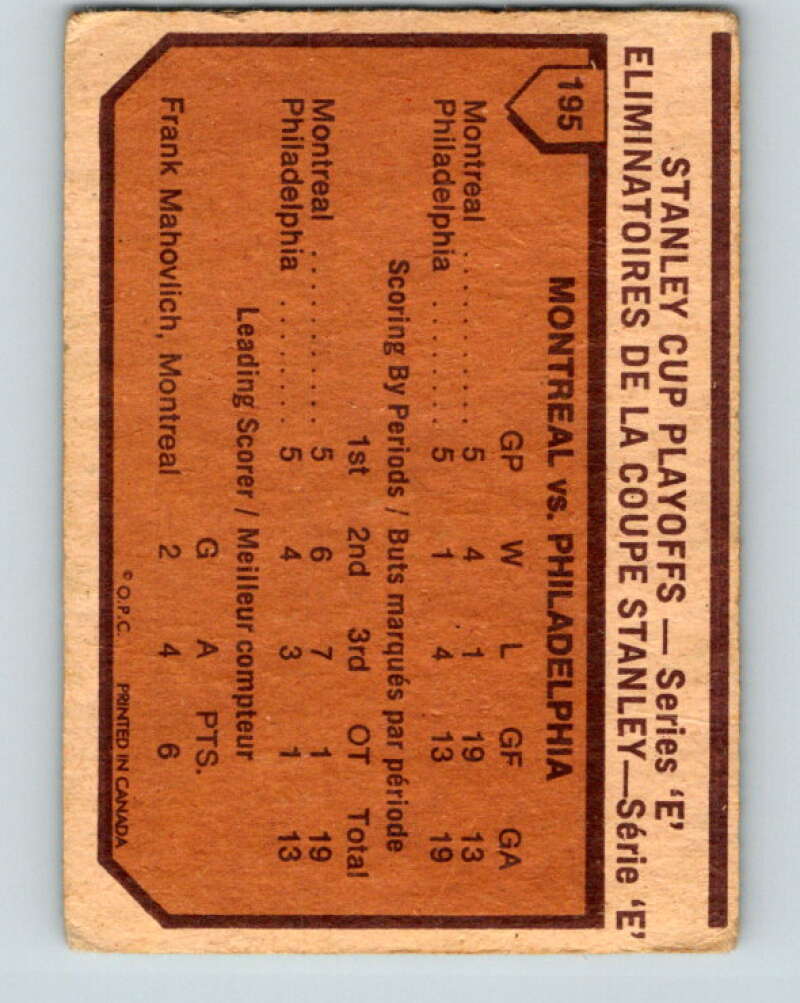 STANLEY CUP PLAYOFFS — Series 'E'
ELIMINATOIRES DE LA COUPE STANLEY—Série 'E'
195
MONTREAL vs. PHILADELPHIA
GP W L GF GA
Montreal .......... 5 4 1 19 13
Philadelphia ........ 5 1 4 13 19
Scoring By Periods / Buts marqués par période
1st 2nd 3rd OT Total
Montreal .......... 5 6 7 1 19
Philadelphia ........ 5 4 3 1 13
Leading Scorer / Meilleur compteur
G A PTS.
Frank Mahovlich, Montreal 2 4 6
© O.P.C. PRINTED IN CANADA